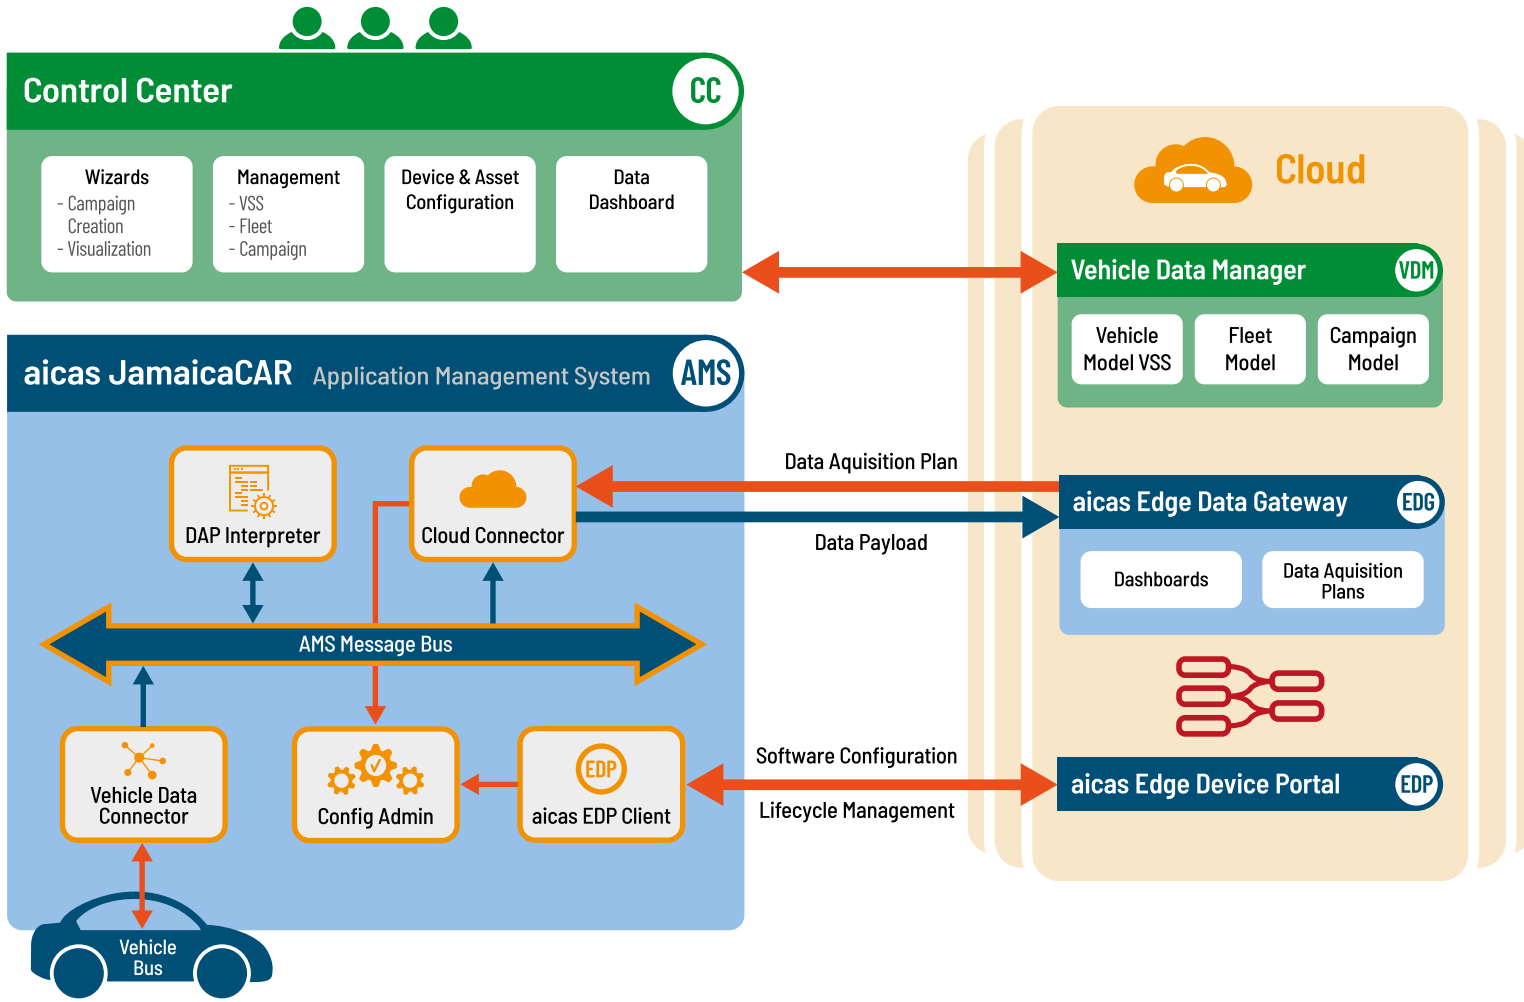 Control Center
CC
Wizards
- Campaign
Creation
- Visualization
Management
- VSS
- Fleet
- Campaign
Device & Asset
Configuration
Data
Dashboard
Cloud
Vehicle Data Manager
VDM
Vehicle
Model VSS
Fleet
Model
Campaign
Model
aicas JamaicaCAR Application Management System
AMS
DAP Interpreter
Cloud Connector
Data Aquisition Plan
Data Payload
aicas Edge Data Gateway
EDG
Dashboards
Data Aquisition
Plans
AMS Message Bus
Vehicle Data
Connector
Config Admin
EDP
aicas EDP Client
Software Configuration
Lifecycle Management
aicas Edge Device Portal
EDP
Vehicle
Bus